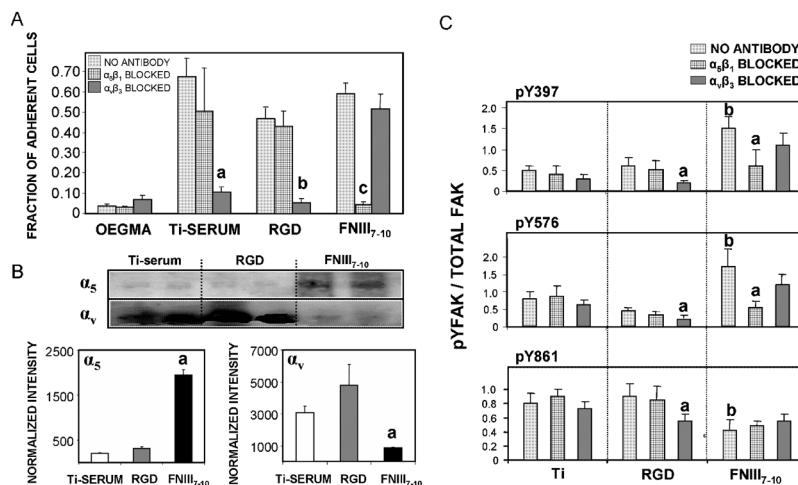 A
NO ANTIBODY
α5β1 BLOCKED
αvβ3 BLOCKED
FRACTION OF ADHERENT CELLS
0.70
0.60
0.50
0.40
0.30
0.20
0.10
a
b
c
OEGMA
Ti-SERUM
RGD
FNIII7-10
B
Ti-serum
RGD
FNIII7-10
α5
αv
NORMALIZED INTENSITY
2500
1500
500
α5
a
Ti-SERUM
RGD
FNIII7-10
NORMALIZED INTENSITY
7000
5000
3000
1000
αv
a
Ti-SERUM
RGD
FNIII7-10
C
NO ANTIBODY
α5β1 BLOCKED
αvβ3 BLOCKED
pYFAK / TOTAL FAK
pY397
2.0
1.5
1.0
0.5
0
a
b
a
pY576
2.0
1.5
1.0
0.5
0
a
b
a
pY861
1.0
0.8
0.6
0.4
0.2
0
a
b
Ti
RGD
FNIII7-10